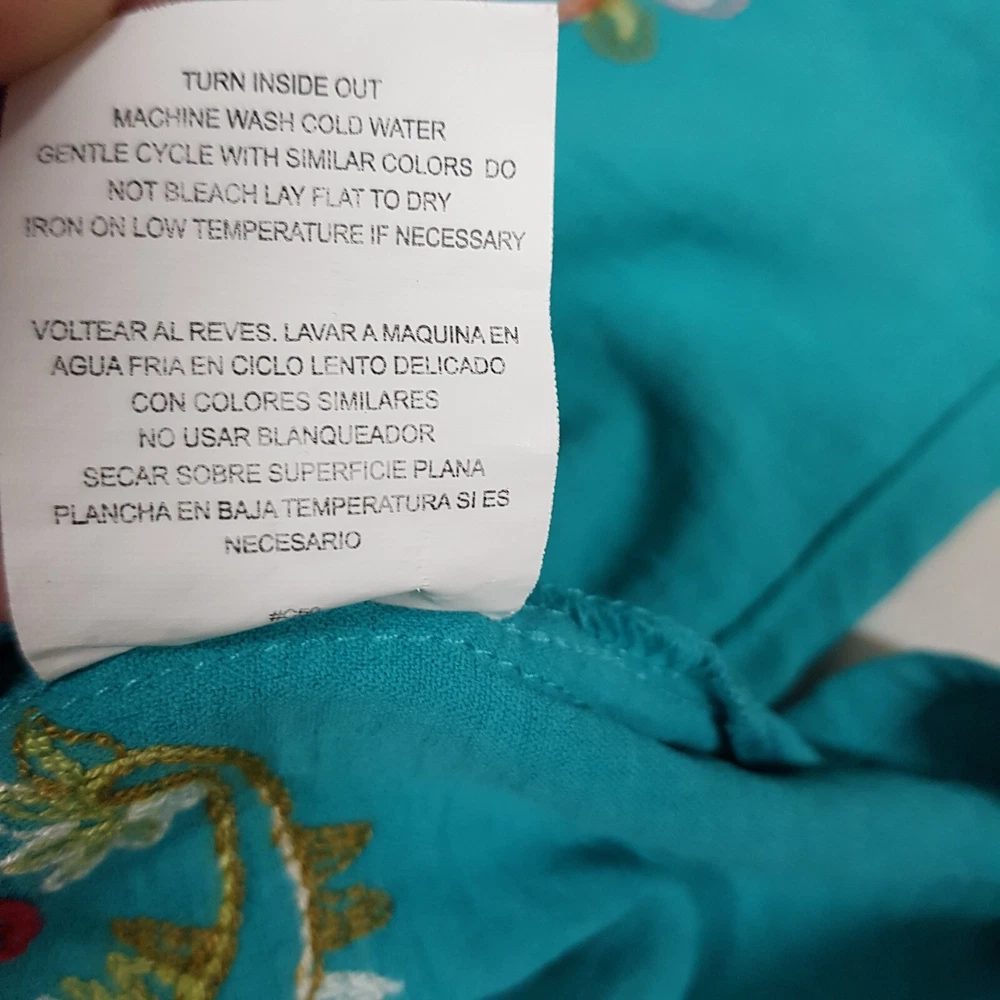 TURN INSIDE OUT
MACHINE WASH COLD WATER
GENTLE CYCLE WITH SIMILAR COLORS DO
NOT BLEACH LAY FLAT TO DRY
IRON ON LOW TEMPERATURE IF NECESSARY
VOLTEAR AL REVES. LAVAR A MAQUINA EN
AGUA FRIA EN CICLO LENTO DELICADO
CON COLORES SIMILARES
NO USAR BLANQUEADOR
SECAR SOBRE SUPERFICIE PLANA
PLANCHA EN BAJA TEMPERATURA SI ES
NECESARIO